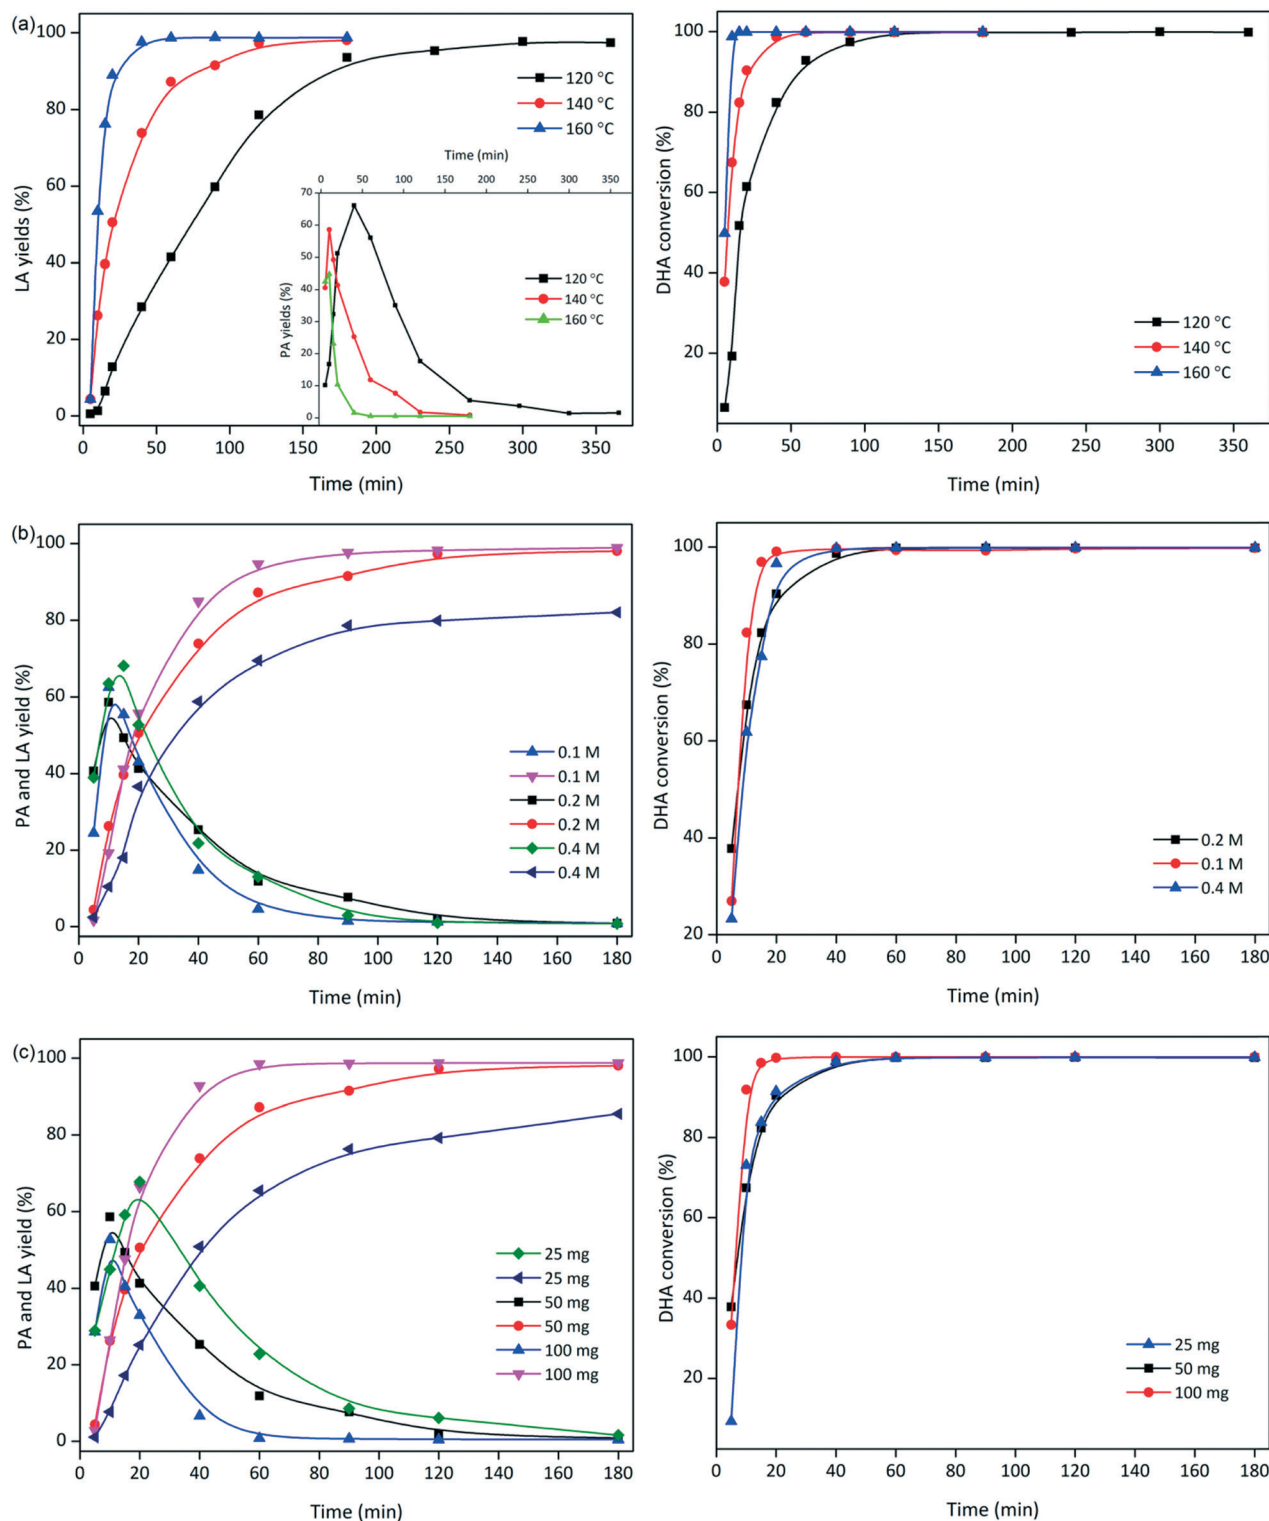 (a)
100
80
60
40
20
0
LA yields (%)
120 °C
140 °C
160 °C
Time (min)
0 50 100 150 200 250 300 350
70
60
50
40
30
20
10
0
PA yields (%)
120 °C
140 °C
160 °C
0 50 100 150 200 250 300 350
Time (min)
100
80
60
40
20
DHA conversion (%)
120 °C
140 °C
160 °C
0 50 100 150 200 250 300 350
Time (min)
(b)
100
80
60
40
20
0
PA and LA yield (%)
0.1 M
0.1 M
0.2 M
0.2 M
0.4 M
0.4 M
0 20 40 60 80 100 120 140 160 180
Time (min)
100
80
60
40
20
DHA conversion (%)
0.2 M
0.1 M
0.4 M
0 20 40 60 80 100 120 140 160 180
Time (min)
(c)
100
80
60
40
20
0
PA and LA yield (%)
25 mg
25 mg
50 mg
50 mg
100 mg
100 mg
0 20 40 60 80 100 120 140 160 180
Time (min)
100
80
60
40
20
DHA conversion (%)
25 mg
50 mg
100 mg
0 20 40 60 80 100 120 140 160 180
Time (min)